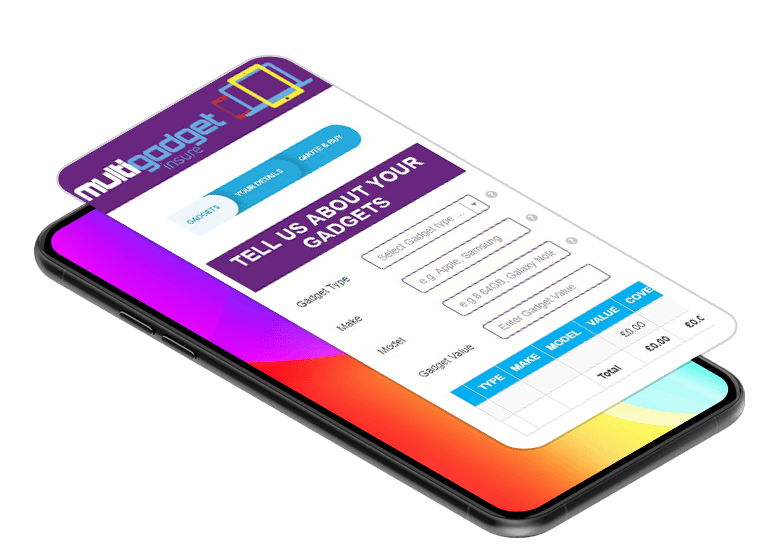 multigadget
insure
GADGETS YOUR DETAILS QUOTE & BUY
TELL US ABOUT YOUR
GADGETS
Gadget Type Select Gadget type ... ?
Make e.g. Apple, Samsung ?
Model e.g 8 64GB, Galaxy Note ?
Gadget Value Enter Gadget Value
TYPE MAKE MODEL VALUE COVE
£0.00
Total £0.00 £0.0